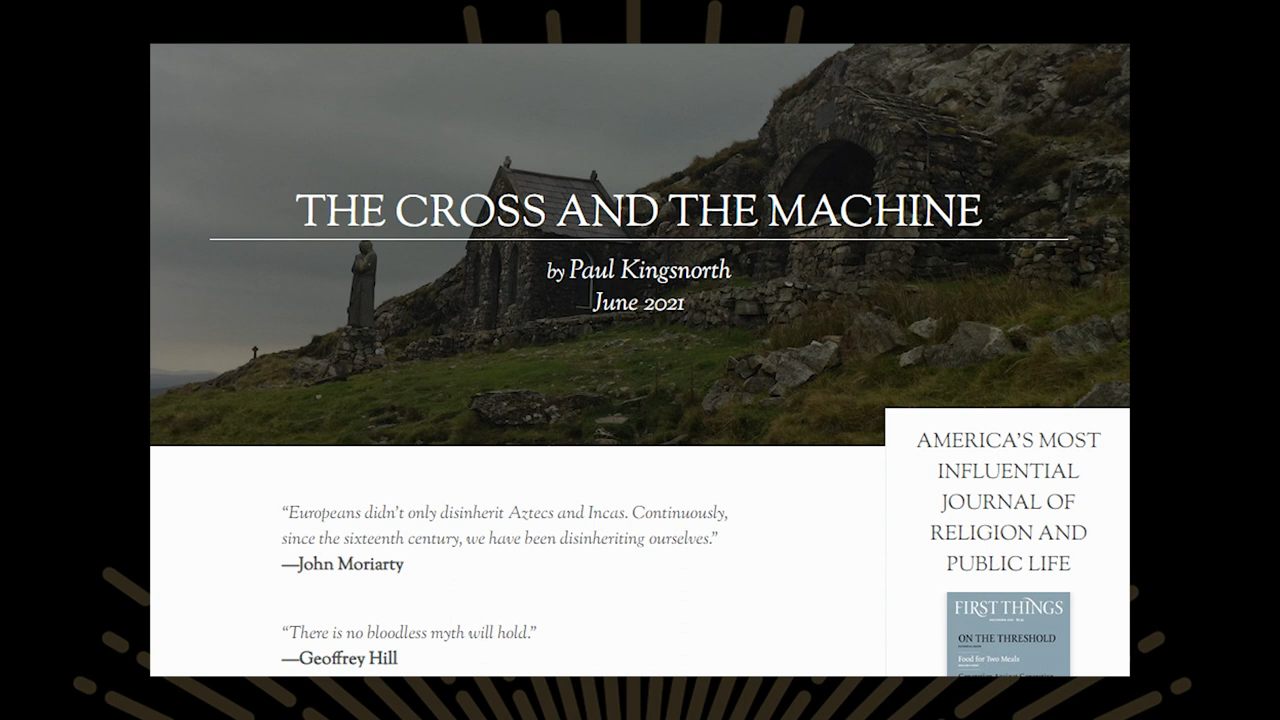 THE CROSS AND THE MACHINE
by Paul Kingsnorth
June 2021
“Europeans didn’t only disinherit Aztecs and Incas. Continuously,
since the sixteenth century, we have been disinheriting ourselves.”
—John Moriarty
“There is no bloodless myth will hold.”
—Geoffrey Hill
AMERICA’S MOST
INFLUENTIAL
JOURNAL OF
RELIGION AND
PUBLIC LIFE
FIRST THINGS
ON THE THRESHOLD
Food for Two Meals